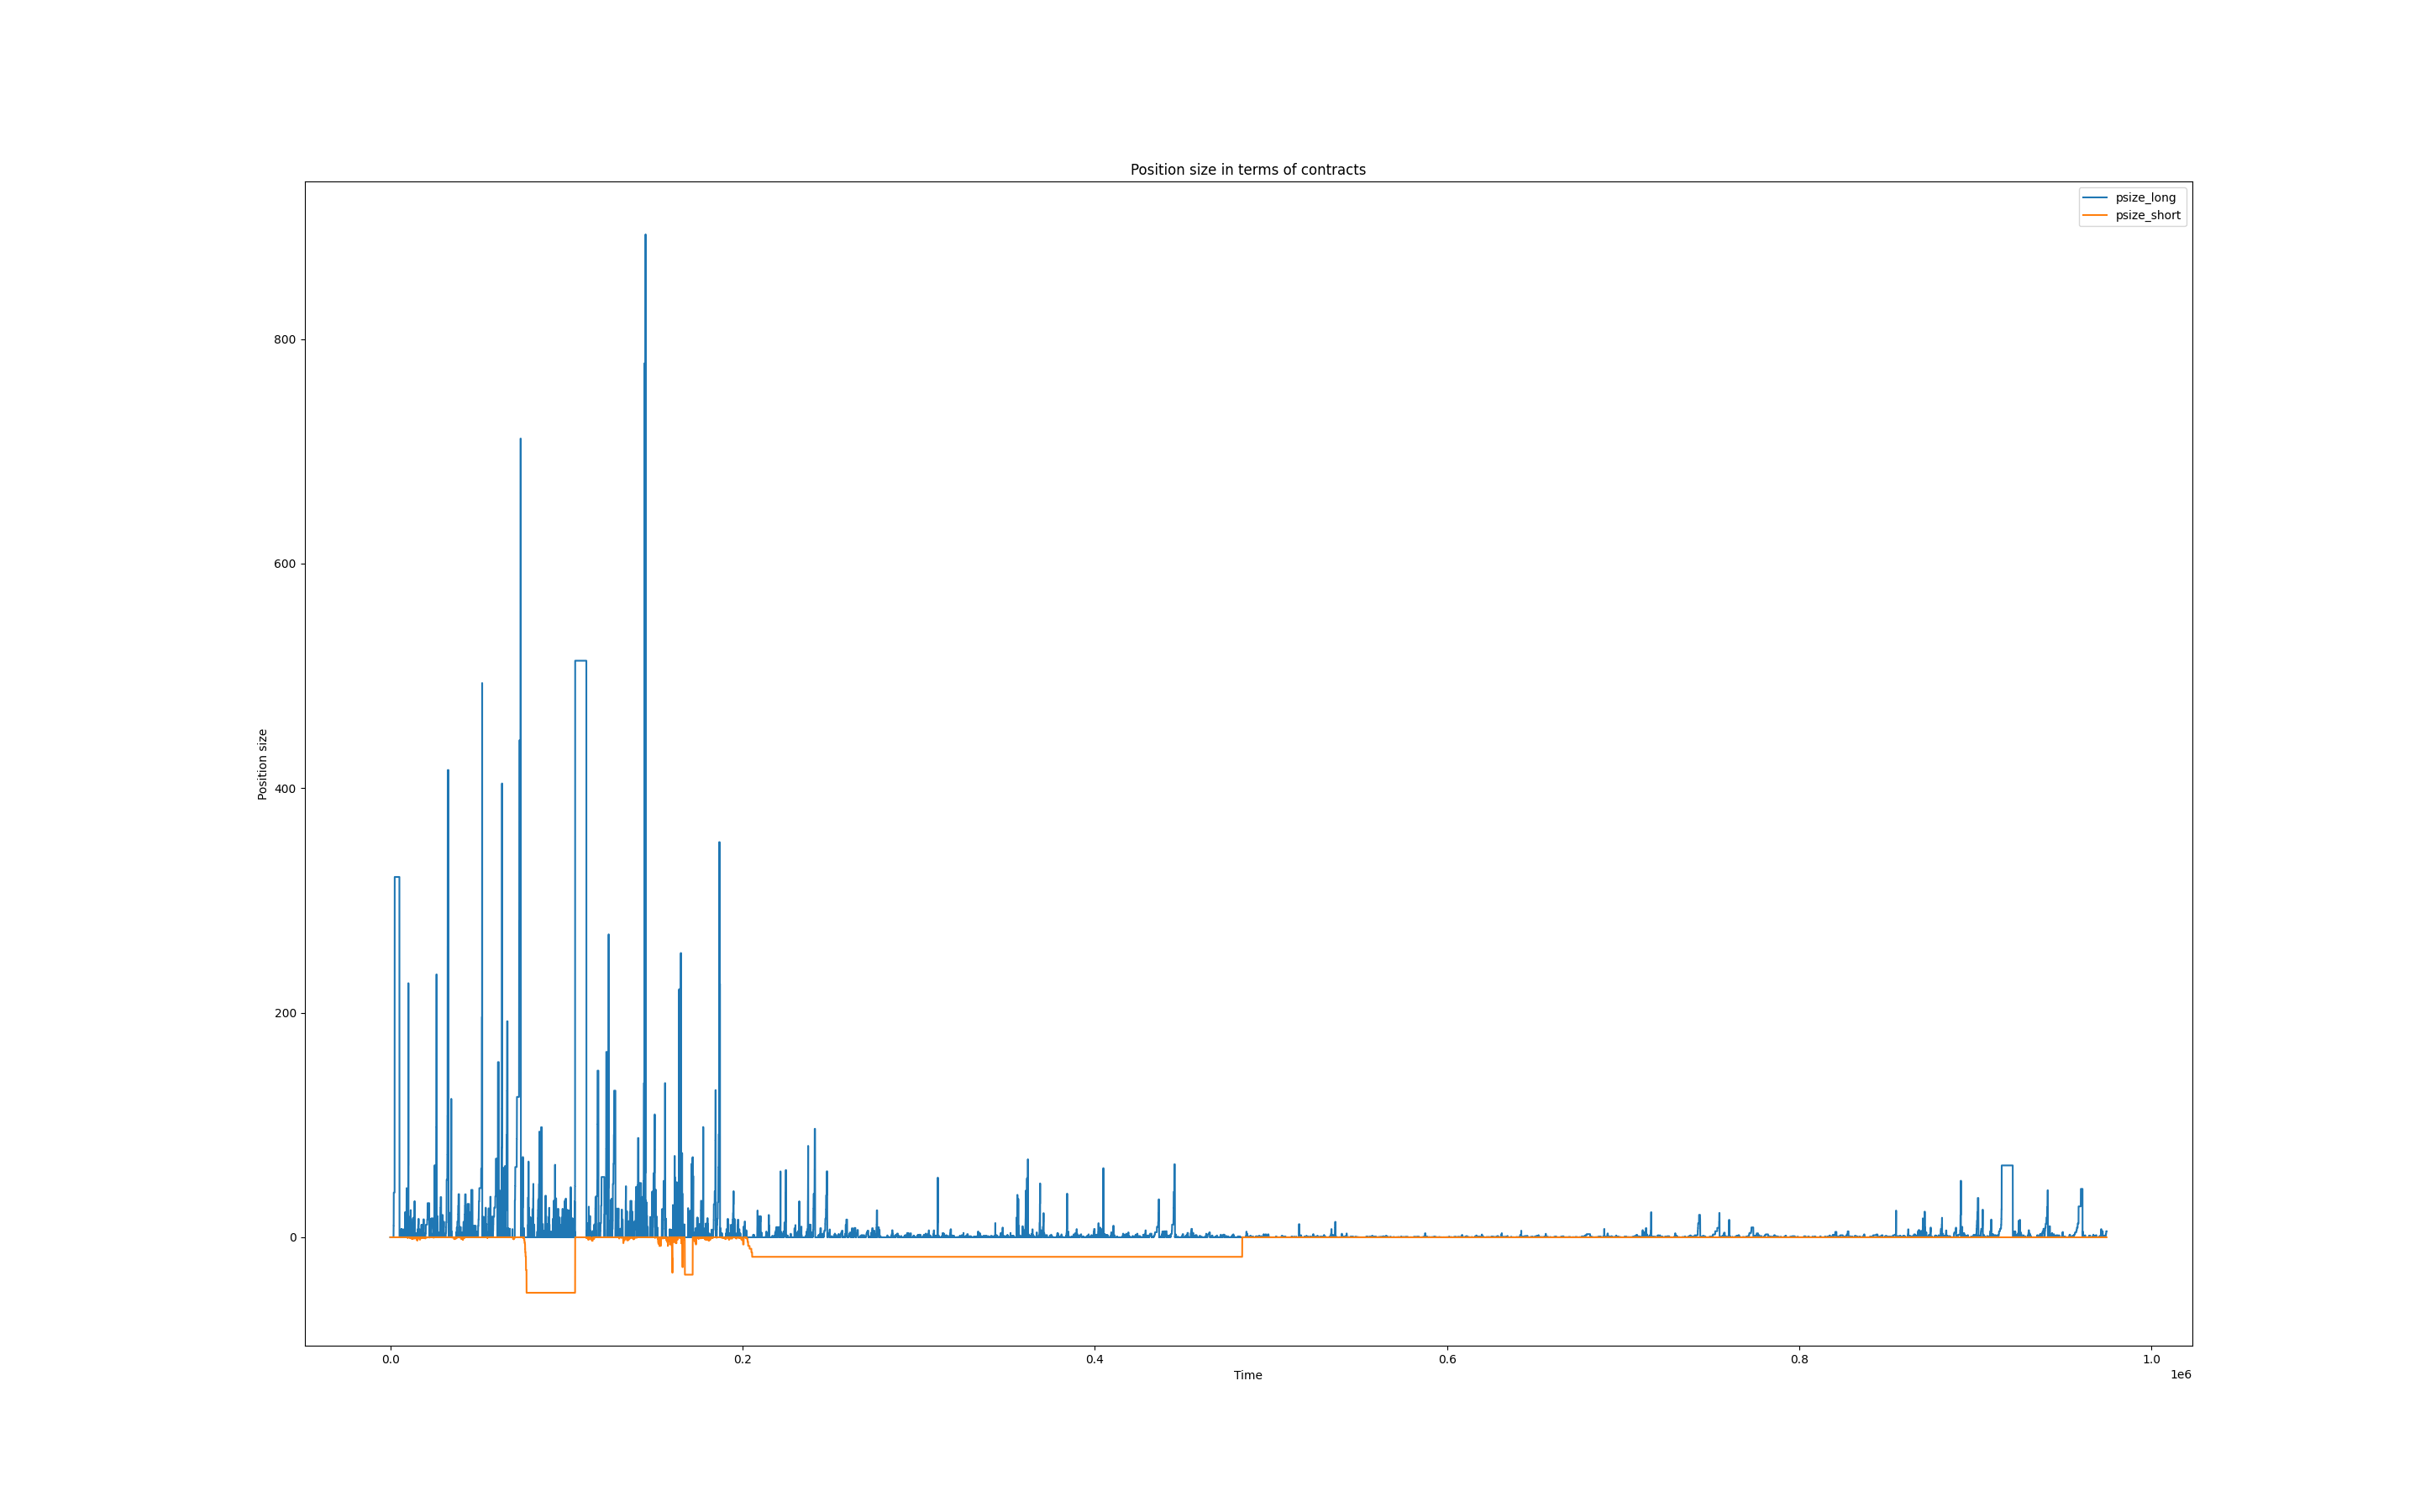 Position size in terms of contracts
psize_long
psize_short
800
600
400
200
0
Position size
0.0
0.2
0.4
0.6
0.8
1.0
Time
1e6